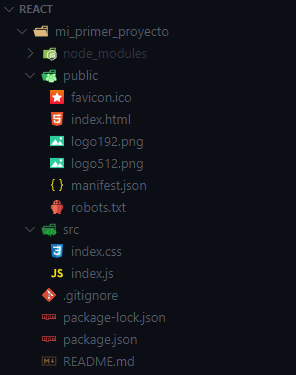 REACT
mi_primer_proyecto
node_modules
public
favicon.ico
index.html
logo192.png
logo512.png
manifest.json
robots.txt
src
index.css
JS index.js
.gitignore
package-lock.json
package.json
README.md